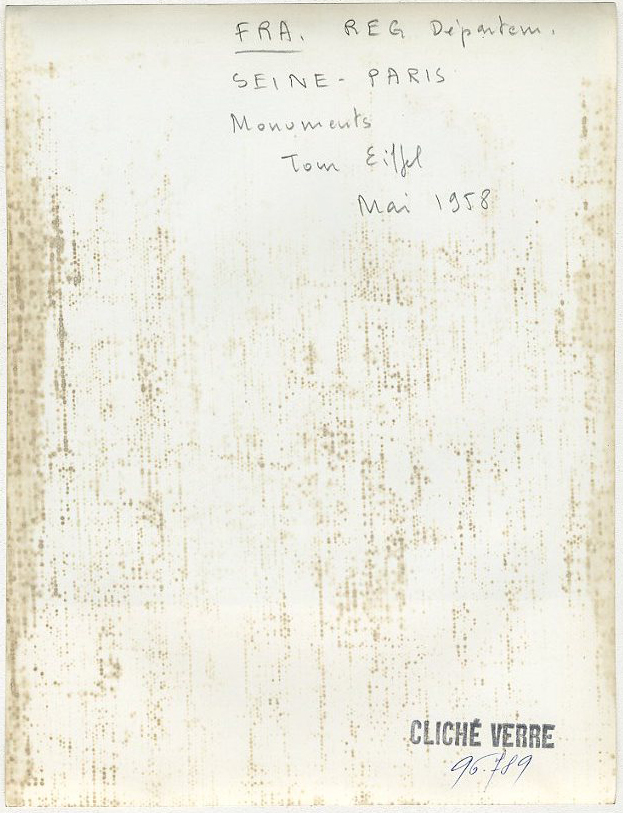 FRA. REG Départem.
SEINE - PARIS
Monuments
Tour Eiffel
Mai 1958
CLICHÉ VERRE
96.789